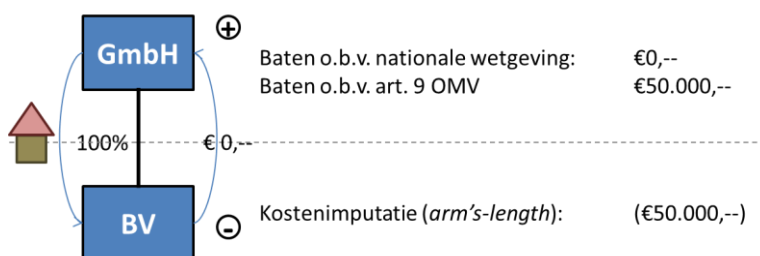 GmbH
+
Baten o.b.v. nationale wetgeving: €0,--
Baten o.b.v. art. 9 OMV €50.000,--
100% € 0,--
BV
-
Kostenimputatie (arm's-length): (€50.000,--)